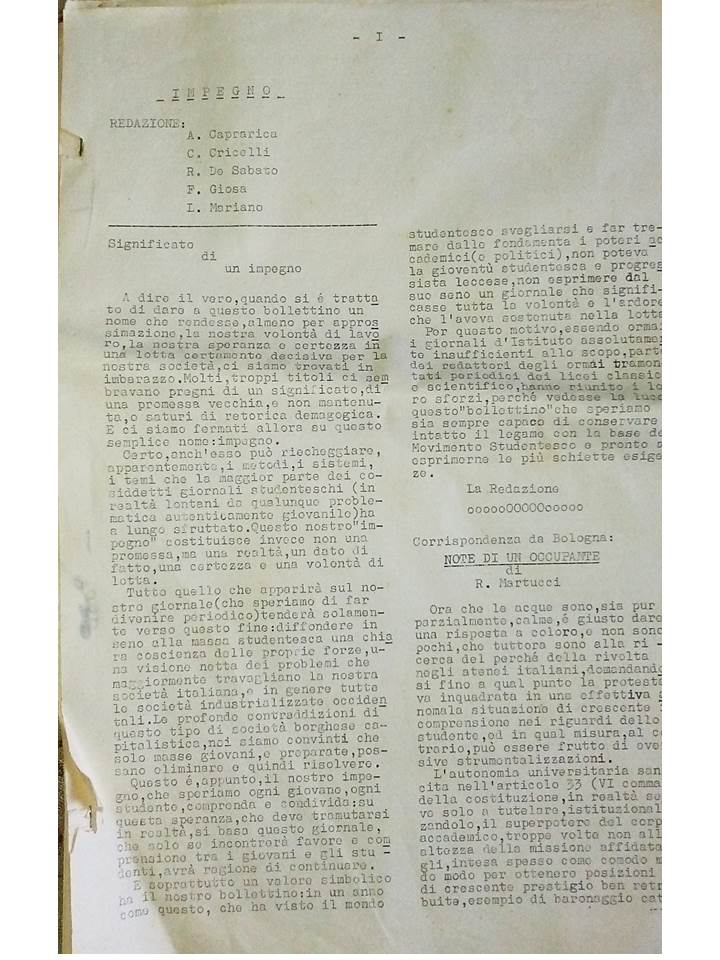 - I -
I M P E G N O
REDAZIONE:
A. Caprarica
C. Cricelli
R. De Sabato
F. Giosa
L. Mariano
Significato
di
un impegno
A dire il vero,quando si é tratta
to di dare a questo bollettino un
nome che rendesse,almeno per appros
simazione,la nostra volontà di lavo
ro,la nostra speranza e certezza in
una lotta certamente decisiva per la
nostra società,ci siamo trovati in
imbarazzo.Molti,troppi titoli ci sem
bravano pregni di un significato,di
una promessa vecchia,e non mantenu-
ta,o saturi di retorica demagogica.
E ci siamo fermati allora su questo
semplice nome:impegno.
Certo,anch'esso può riecheggiare,
apparentemente,i metodi,i sistemi,
i temi che la maggior parte dei co-
siddetti giornali studenteschi (in
realtà lontani da qualunque proble-
matica autenticamente giovanile)ha
a lungo sfruttato.Questo nostro"im-
pegno" costituisce invece non una
promessa,ma una realtà,un dato di
fatto,una certezza e una volontà di
lotta.
Tutto quello che apparirà sul no-
stro giornale(che speriamo di far
divenire periodico)tenderà solamen-
te verso questo fine:diffondere in
seno alla massa studentesca una chia
ra coscienza delle proprie forze,u-
na visione netta dei problemi che
maggiormente travagliano la nostra
società italiana,e in genere tutte
le società industrializzate occiden
tali.Le profonde contraddizioni di
questo tipo di società borghese ca-
pitalistica,noi siamo convinti che
solo masse giovani,e preparate,pos-
sano eliminare e quindi risolvere.
Questo é,appunto,il nostro impe-
gno,che speriamo ogni giovane,ogni
studente,comprenda e condivida:su
questa speranza,che deve tramutarsi
in realtà,si basa questo giornale,
che solo se incontrerà favore e com
prensione tra i giovani e gli stu -
denti,avrà ragione di continuare.
E soprattutto un valore simbolico
ha il nostro bollettino:in un anno
come questo, che ha visto il mondo
studentesco svegliarsi e far tre-
mare dalle fondamenta i poteri ac
cademici(e politici),non poteva
la gioventù studentesca e progres
sista leccese,non esprimere dal
suo seno un giornale che signifi-
casse tutta la volontà e l'ardore
che l'aveva sostenuta nella lotta
Per questo motivo,essendo ormai
i giornali d'Istituto assolutamen
te insufficienti allo scopo,parte
dei redattori degli ormai tramon-
tati periodici dei licei classico
e scientifico,hanno riunito i lo
ro sforzi,perché vedesse la luce
questo"bollettino"che speriamo
sia sempre capace di conservare
intatto il legame con la base de
Movimento Studentesco e pronto a
esprimerne le più schiette esige
ze.
La Redazione
oooooOOOOOooooo
Corrispondenza da Bologna:
NOTE DI UN OCCUPANTE
di
R. Martucci
Ora che le acque sono,sia pur
parzialmente,calme,é giusto dare
una risposta a coloro,e non sono
pochi,che tuttora sono alla ri -
cerca del perché della rivolta
negli atenei italiani,domandando
si fino a qual punto la protesta
va inquadrata in una effettiva a
nomala situazione di crescente
comprensione nei riguardi dello
studente,ed in qual misura,al co
trario,può essere frutto di ece
sive strumentalizzazioni.
L'autonomia universitaria san
cita nell'articolo 33 (VI comma
della costituzione,in realtà se
ve solo a tutelare,istituzional
zandolo,il superpotere del corp
accademico,troppe volte non all
altezza della missione affidata
gli,intesa spesso come comodo m
do modo per ottenere posizioni
di crescente prestigio ben retr
buite,esempio di baronaggio cat